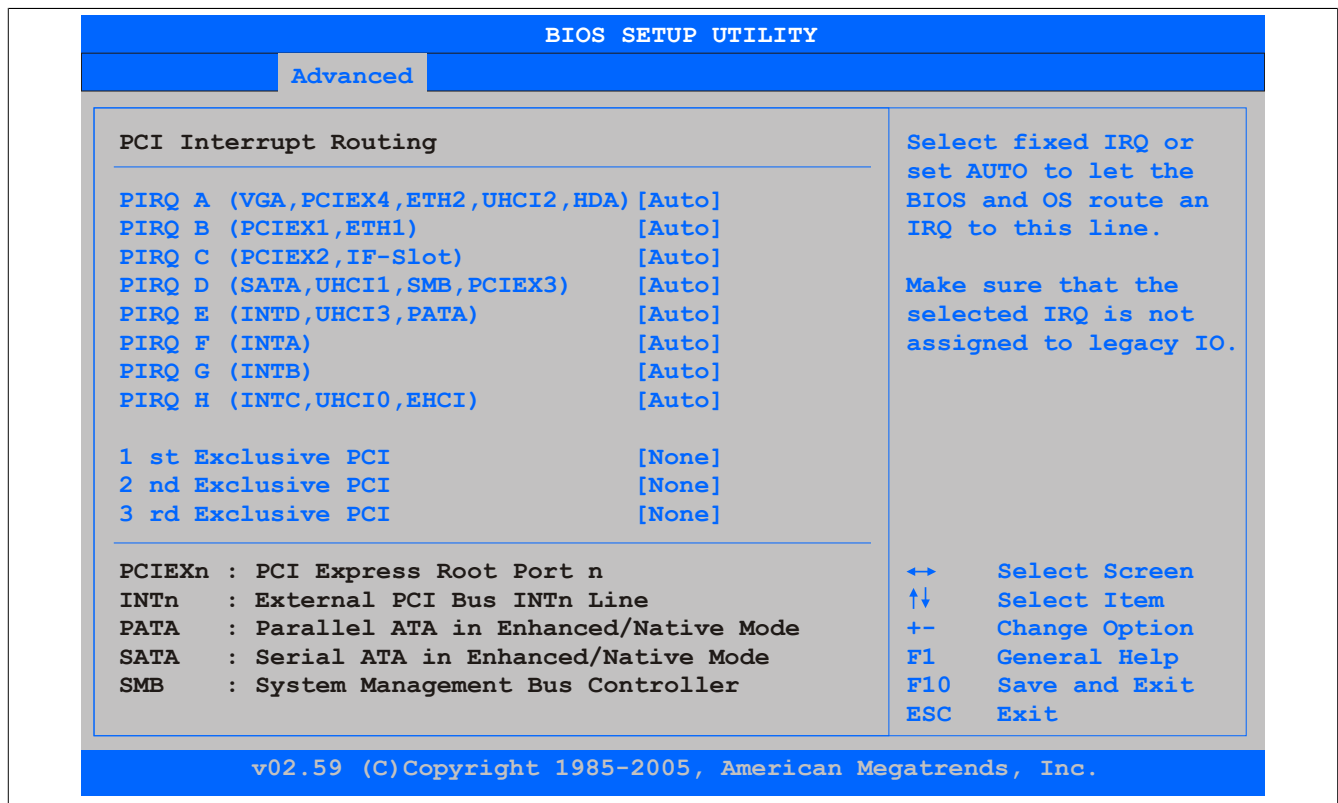 BIOS SETUP UTILITY
Advanced
PCI Interrupt Routing
PIRQ A (VGA,PCIEX4,ETH2,UHCI2,HDA) [Auto]
PIRQ B (PCIEX1,ETH1) [Auto]
PIRQ C (PCIEX2,IF-Slot) [Auto]
PIRQ D (SATA,UHCI1,SMB,PCIEX3) [Auto]
PIRQ E (INTD,UHCI3,PATA) [Auto]
PIRQ F (INTA) [Auto]
PIRQ G (INTB) [Auto]
PIRQ H (INTC,UHCI0,EHCI) [Auto]
1 st Exclusive PCI [None]
2 nd Exclusive PCI [None]
3 rd Exclusive PCI [None]
PCIEXn : PCI Express Root Port n
INTn : External PCI Bus INTn Line
PATA : Parallel ATA in Enhanced/Native Mode
SATA : Serial ATA in Enhanced/Native Mode
SMB : System Management Bus Controller
Select fixed IRQ or
set AUTO to let the
BIOS and OS route an
IRQ to this line.
Make sure that the
selected IRQ is not
assigned to legacy IO.
↔ Select Screen
↑↓ Select Item
+- Change Option
F1 General Help
F10 Save and Exit
ESC Exit
v02.59 (C)Copyright 1985-2005, American Megatrends, Inc.